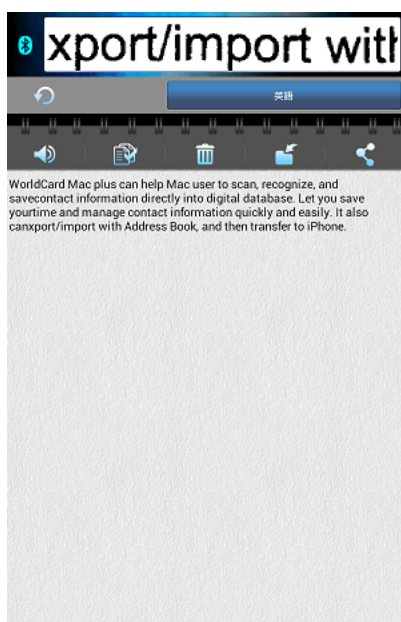 xport/import with
英語
WorldCard Mac plus can help Mac user to scan, recognize, and
savecontact information directly into digital database. Let you save
yourtime and manage contact information quickly and easily. It also
canxport/import with Address Book, and then transfer to iPhone.